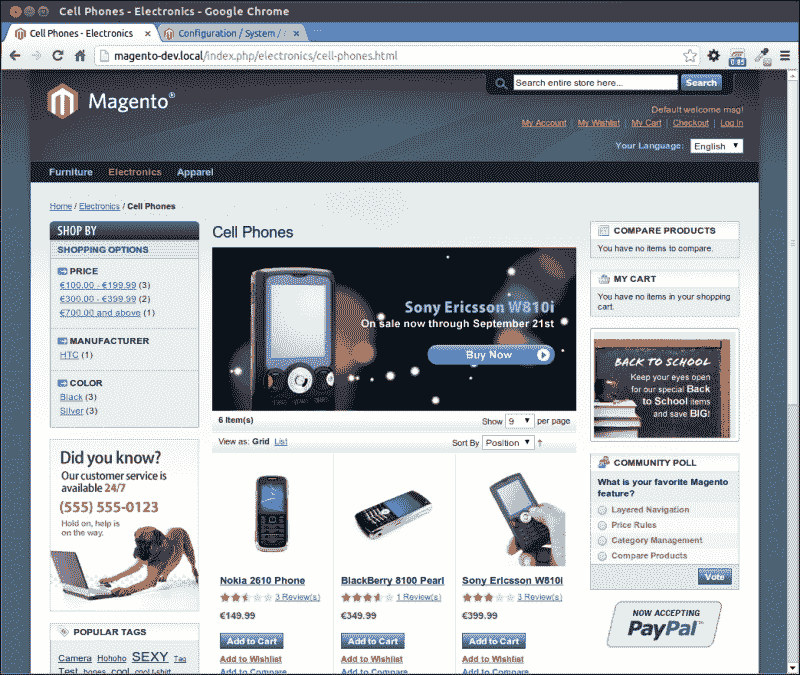 Cell Phones - Electronics - Google Chrome
Cell Phones - Electronics
Configuration / System /
magento-dev.local/index.php/electronics/cell-phones.html
0.85
Magento®
Search entire store here...
Search
Default welcome msg!
My Account | My Wishlist | My Cart | Checkout | Log In
Your Language: English
Furniture Electronics Apparel
Home / Electronics / Cell Phones
SHOP BY
SHOPPING OPTIONS
PRICE
€100.00 - €199.99 (3)
€300.00 - €399.99 (2)
€700.00 and above (1)
MANUFACTURER
HTC (1)
COLOR
Black (3)
Silver (3)
Did you know?
Our customer service is
available 24/7
(555) 555-0123
Hold on, help is
on the way.
POPULAR TAGS
Camera Hohoho SEXY Tag
Test bones cool cool t-shirt
Cell Phones
Sony Ericsson W810i
On sale now through September 21st
Buy Now
6 Item(s)
Show 9 per page
View as: Grid List
Sort By Position
Nokia 2610 Phone
3 Review(s)
€149.99
Add to Cart
Add to Wishlist
Add to Compare
BlackBerry 8100 Pearl
1 Review(s)
€349.99
Add to Cart
Add to Wishlist
Add to Compare
Sony Ericsson W810i
3 Review(s)
€399.99
Add to Cart
Add to Wishlist
Add to Compare
COMPARE PRODUCTS
You have no items to compare.
MY CART
You have no items in your shopping
cart.
BACK TO SCHOOL
Keep your eyes open
for our special Back
to School items
and save BIG!
COMMUNITY POLL
What is your favorite Magento
feature?
Layered Navigation
Price Rules
Category Management
Compare Products
Vote
NOW ACCEPTING
PayPal™